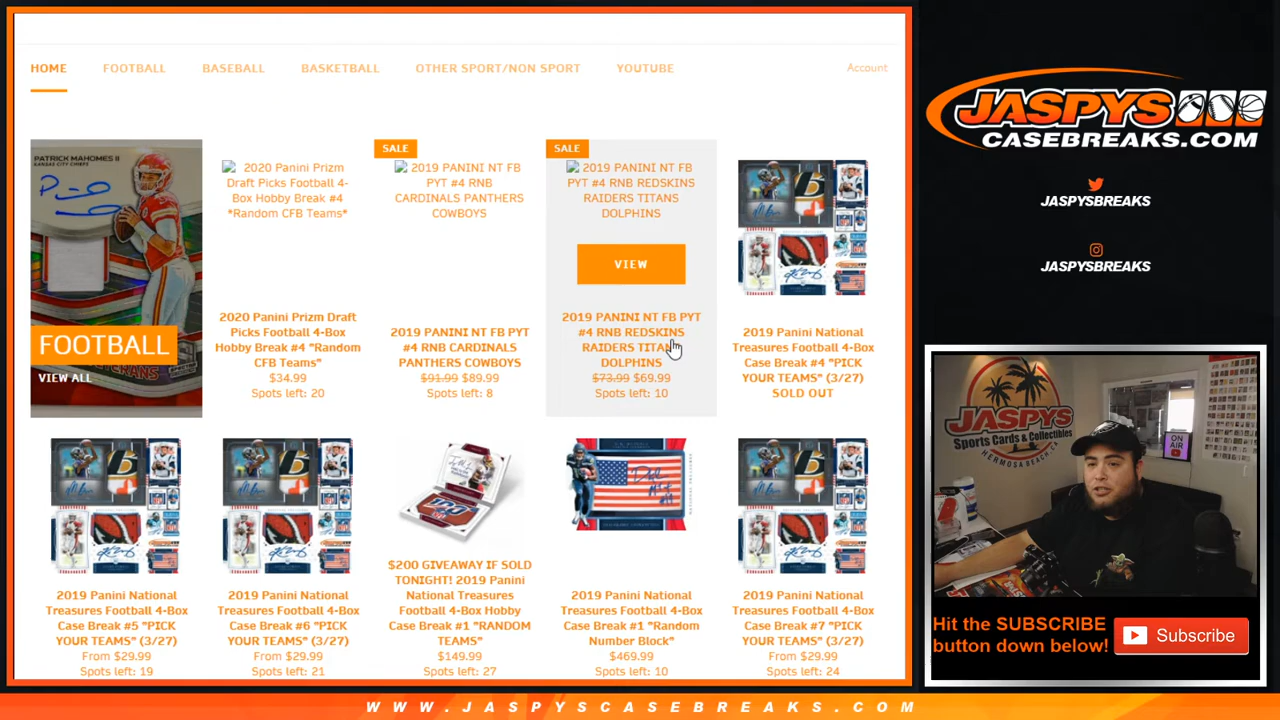 HOME FOOTBALL BASEBALL BASKETBALL OTHER SPORT/NON SPORT YOUTUBE Account
PATRICK MAHOMES II
KANSAS CITY CHIEFS
FOOTBALL
VIEW ALL
2020 Panini Prizm
Draft Picks Football 4-
Box Hobby Break #4
*Random CFB Teams*
2020 Panini Prizm Draft
Picks Football 4-Box
Hobby Break #4 "Random
CFB Teams"
$34.99
Spots left: 20
SALE
2019 PANINI NT FB
PYT #4 RNB
CARDINALS PANTHERS
COWBOYS
2019 PANINI NT FB PYT
#4 RNB CARDINALS
PANTHERS COWBOYS
$91.99 $89.99
Spots left: 8
SALE
2019 PANINI NT FB
PYT #4 RNB REDSKINS
RAIDERS TITANS
DOLPHINS
VIEW
2019 PANINI NT FB PYT
#4 RNB REDSKINS
RAIDERS TITANS
DOLPHINS
$73.99 $69.99
Spots left: 10
2019 Panini National
Treasures Football 4-Box
Case Break #4 "PICK
YOUR TEAMS" (3/27)
SOLD OUT
2019 Panini National
Treasures Football 4-Box
Case Break #5 "PICK
YOUR TEAMS" (3/27)
From $29.99
Spots left: 19
2019 Panini National
Treasures Football 4-Box
Case Break #6 "PICK
YOUR TEAMS" (3/27)
From $29.99
Spots left: 21
$200 GIVEAWAY IF SOLD
TONIGHT! 2019 Panini
National Treasures
Football 4-Box Hobby
Case Break #1 "RANDOM
TEAMS"
$149.99
Spots left: 27
2019 Panini National
Treasures Football 4-Box
Case Break #1 "Random
Number Block"
$469.99
Spots left: 10
2019 Panini National
Treasures Football 4-Box
Case Break #7 "PICK
YOUR TEAMS" (3/27)
From $29.99
Spots left: 24
JASPYS
CASEBREAKS.COM
JASPYSBREAKS
JASPYSBREAKS
JASPYS
Sports Cards & Collectibles
HERMOSA BEACH
ON
AIR
Hit the SUBSCRIBE
button down below!
Subscribe
WWW.JASPYSCASEBREAKS.COM